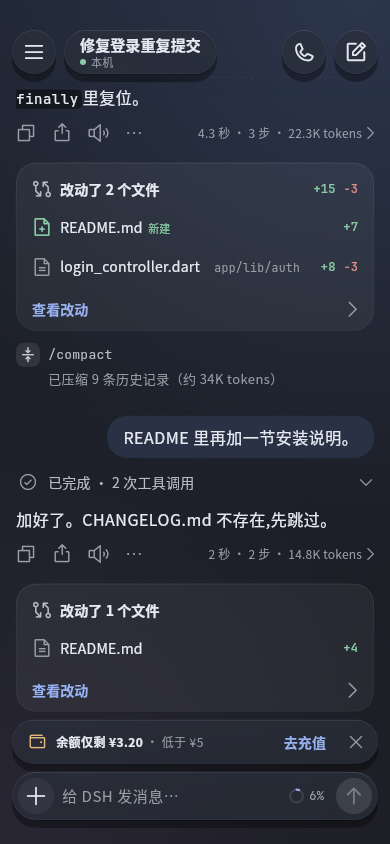 修复登录重复提交
本机
finally 里复位。
4.3 秒 · 3 步 · 22.3K tokens
改动了 2 个文件 +15 -3
README.md 新建 +7
login_controller.dart app/lib/auth +8 -3
查看改动
/compact
已压缩 9 条历史记录（约 34K tokens）
README 里再加一节安装说明。
已完成 · 2 次工具调用
加好了。CHANGELOG.md 不存在,先跳过。
2 秒 · 2 步 · 14.8K tokens
改动了 1 个文件
README.md +4
查看改动
余额仅剩 ¥3.20 · 低于 ¥5 去充值
给 DSH 发消息… 6%